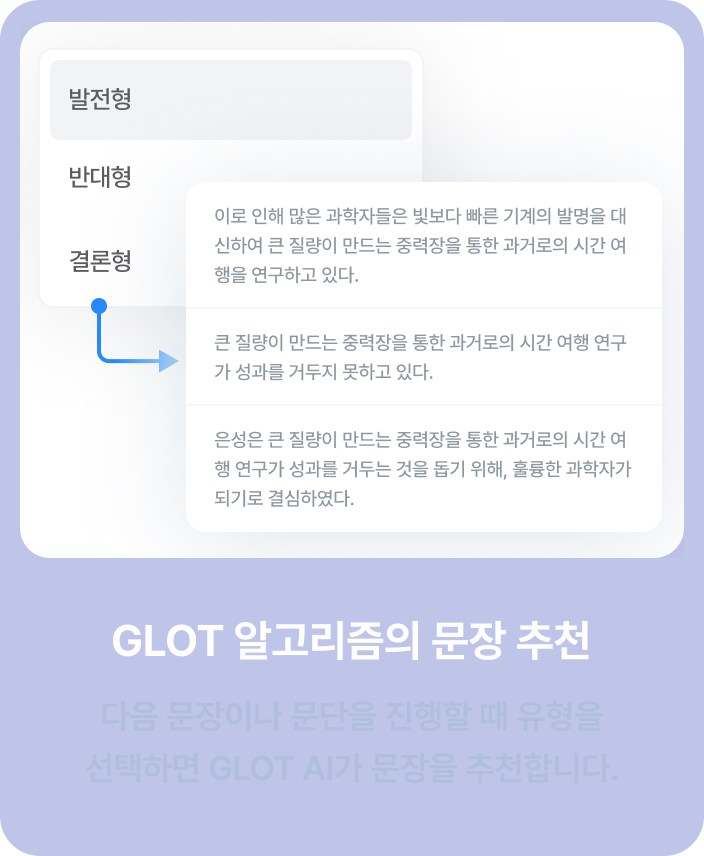 발전형
반대형
결론형
이로 인해 많은 과학자들은 빛보다 빠른 기계의 발명을 대
신하여 큰 질량이 만드는 중력장을 통한 과거로의 시간 여
행을 연구하고 있다.
큰 질량이 만드는 중력장을 통한 과거로의 시간 여행 연구
가 성과를 거두지 못하고 있다.
은성은 큰 질량이 만드는 중력장을 통한 과거로의 시간 여
행 연구가 성과를 거두는 것을 돕기 위해, 훌륭한 과학자가
되기로 결심하였다.
GLOT 알고리즘의 문장 추천
다음 문장이나 문단을 진행할 때 유형을
선택하면 GLOT AI가 문장을 추천합니다.